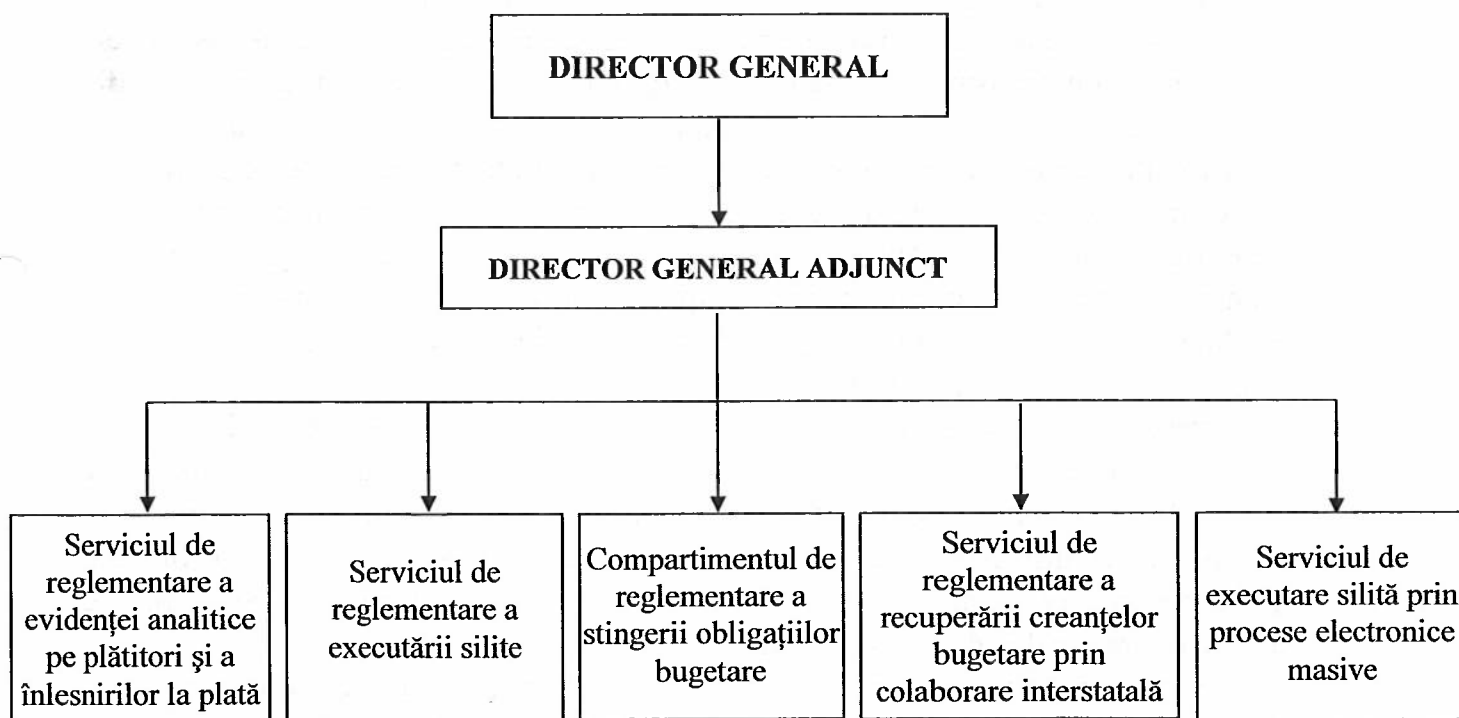 DIRECTOR GENERAL
DIRECTOR GENERAL ADJUNCT
Serviciul de
reglementare a
evidenței analitice
pe plătitori şi a
înlesnirilor la plată
Serviciul de
reglementare a
executării silite
Compartimentul de
reglementare a
stingerii obligațiilor
bugetare
Serviciul de
reglementare a
recuperării creanțelor
bugetare prin
colaborare interstatală
Serviciul de
executare silită prin
procese electronice
masive